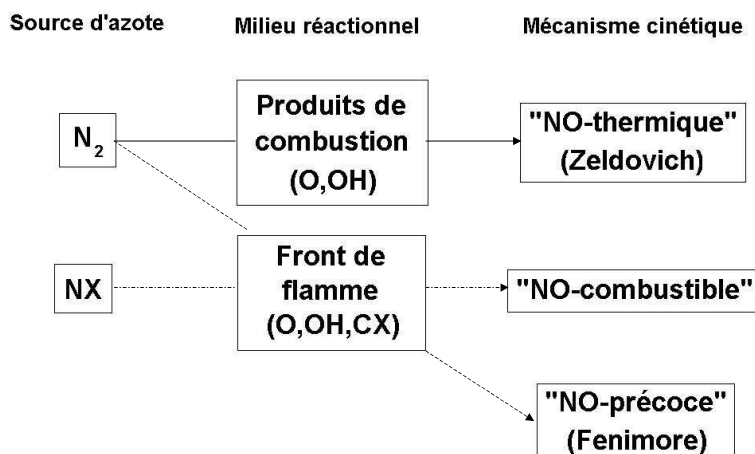 Source d'azote
Milieu réactionnel
Mécanisme cinétique
N2
Produits de
combustion
(O,OH)
"NO-thermique"
(Zeldovich)
NX
Front de
flamme
(O,OH,CX)
"NO-combustible"
"NO-précoce"
(Fenimore)